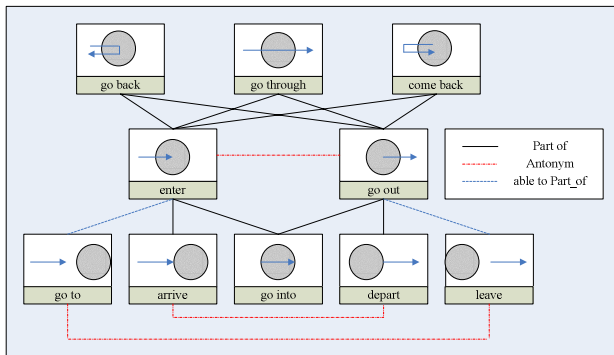 go back
go through
come back
enter
go out
Part of
Antonym
able to Part_of
go to
arrive
go into
depart
leave